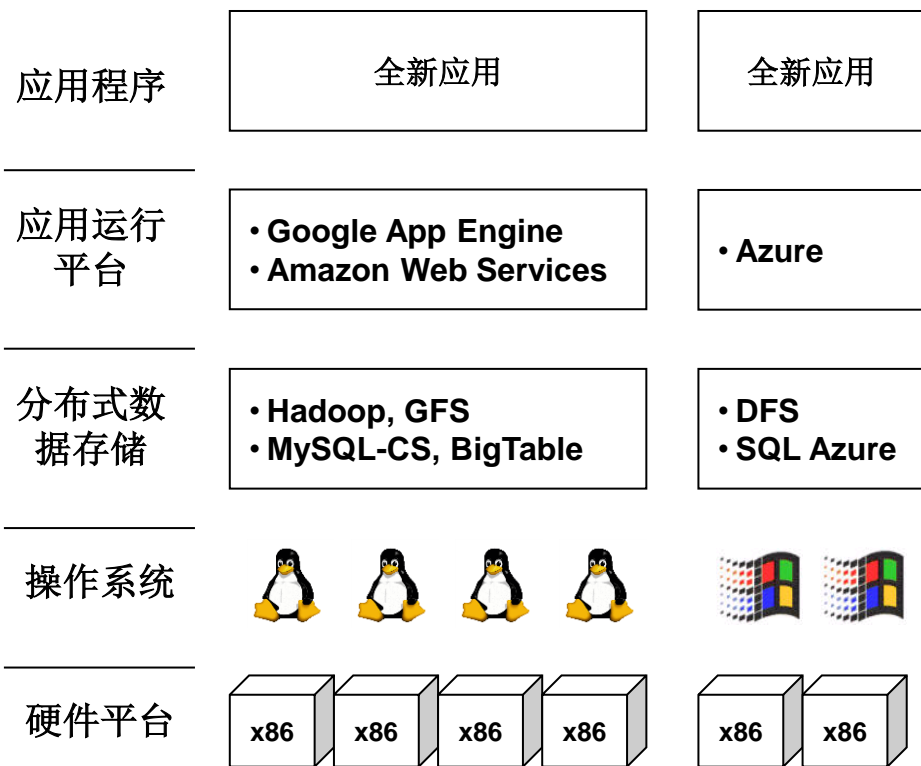 应用程序
全新应用
全新应用
应用运行
平台
• Google App Engine
• Amazon Web Services
• Azure
分布式数
据存储
• Hadoop, GFS
• MySQL-CS, BigTable
• DFS
• SQL Azure
操作系统
硬件平台
x86
x86
x86
x86
x86
x86